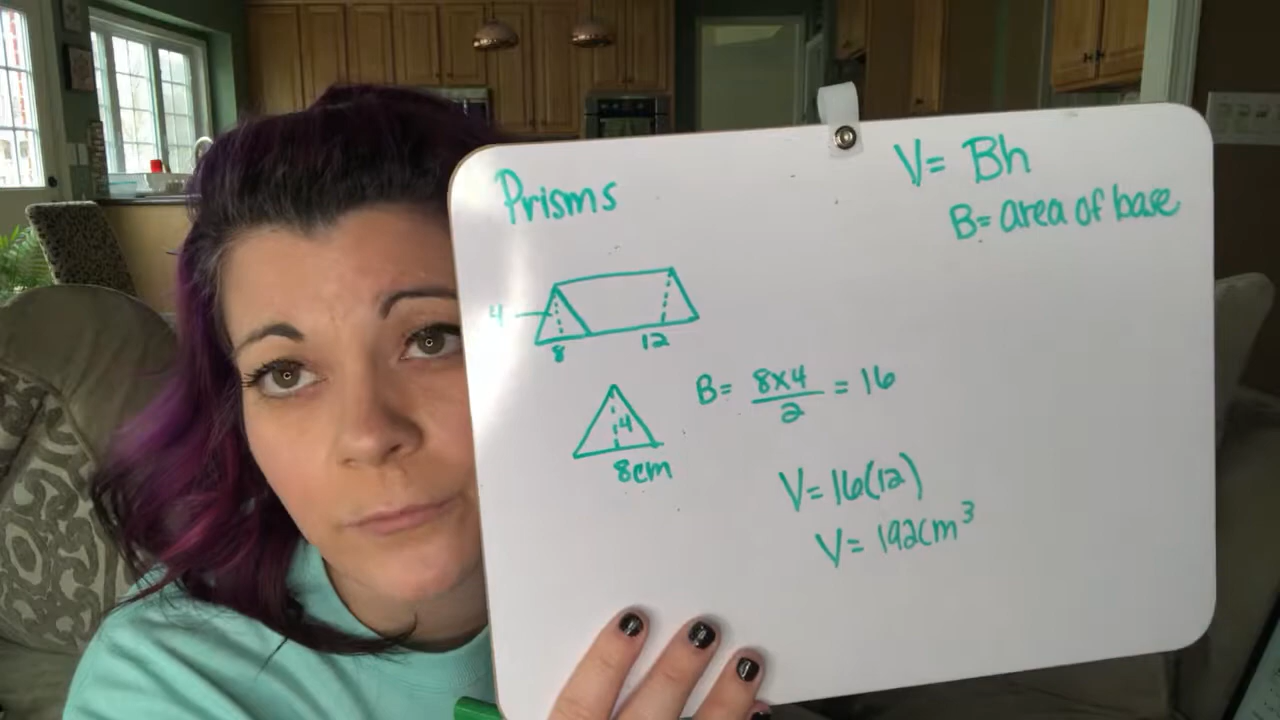 Prisms
V= Bh
B= area of base
4
8
12
4
8cm
B= 8x4/2 = 16
V= 16(12)
V= 192cm³